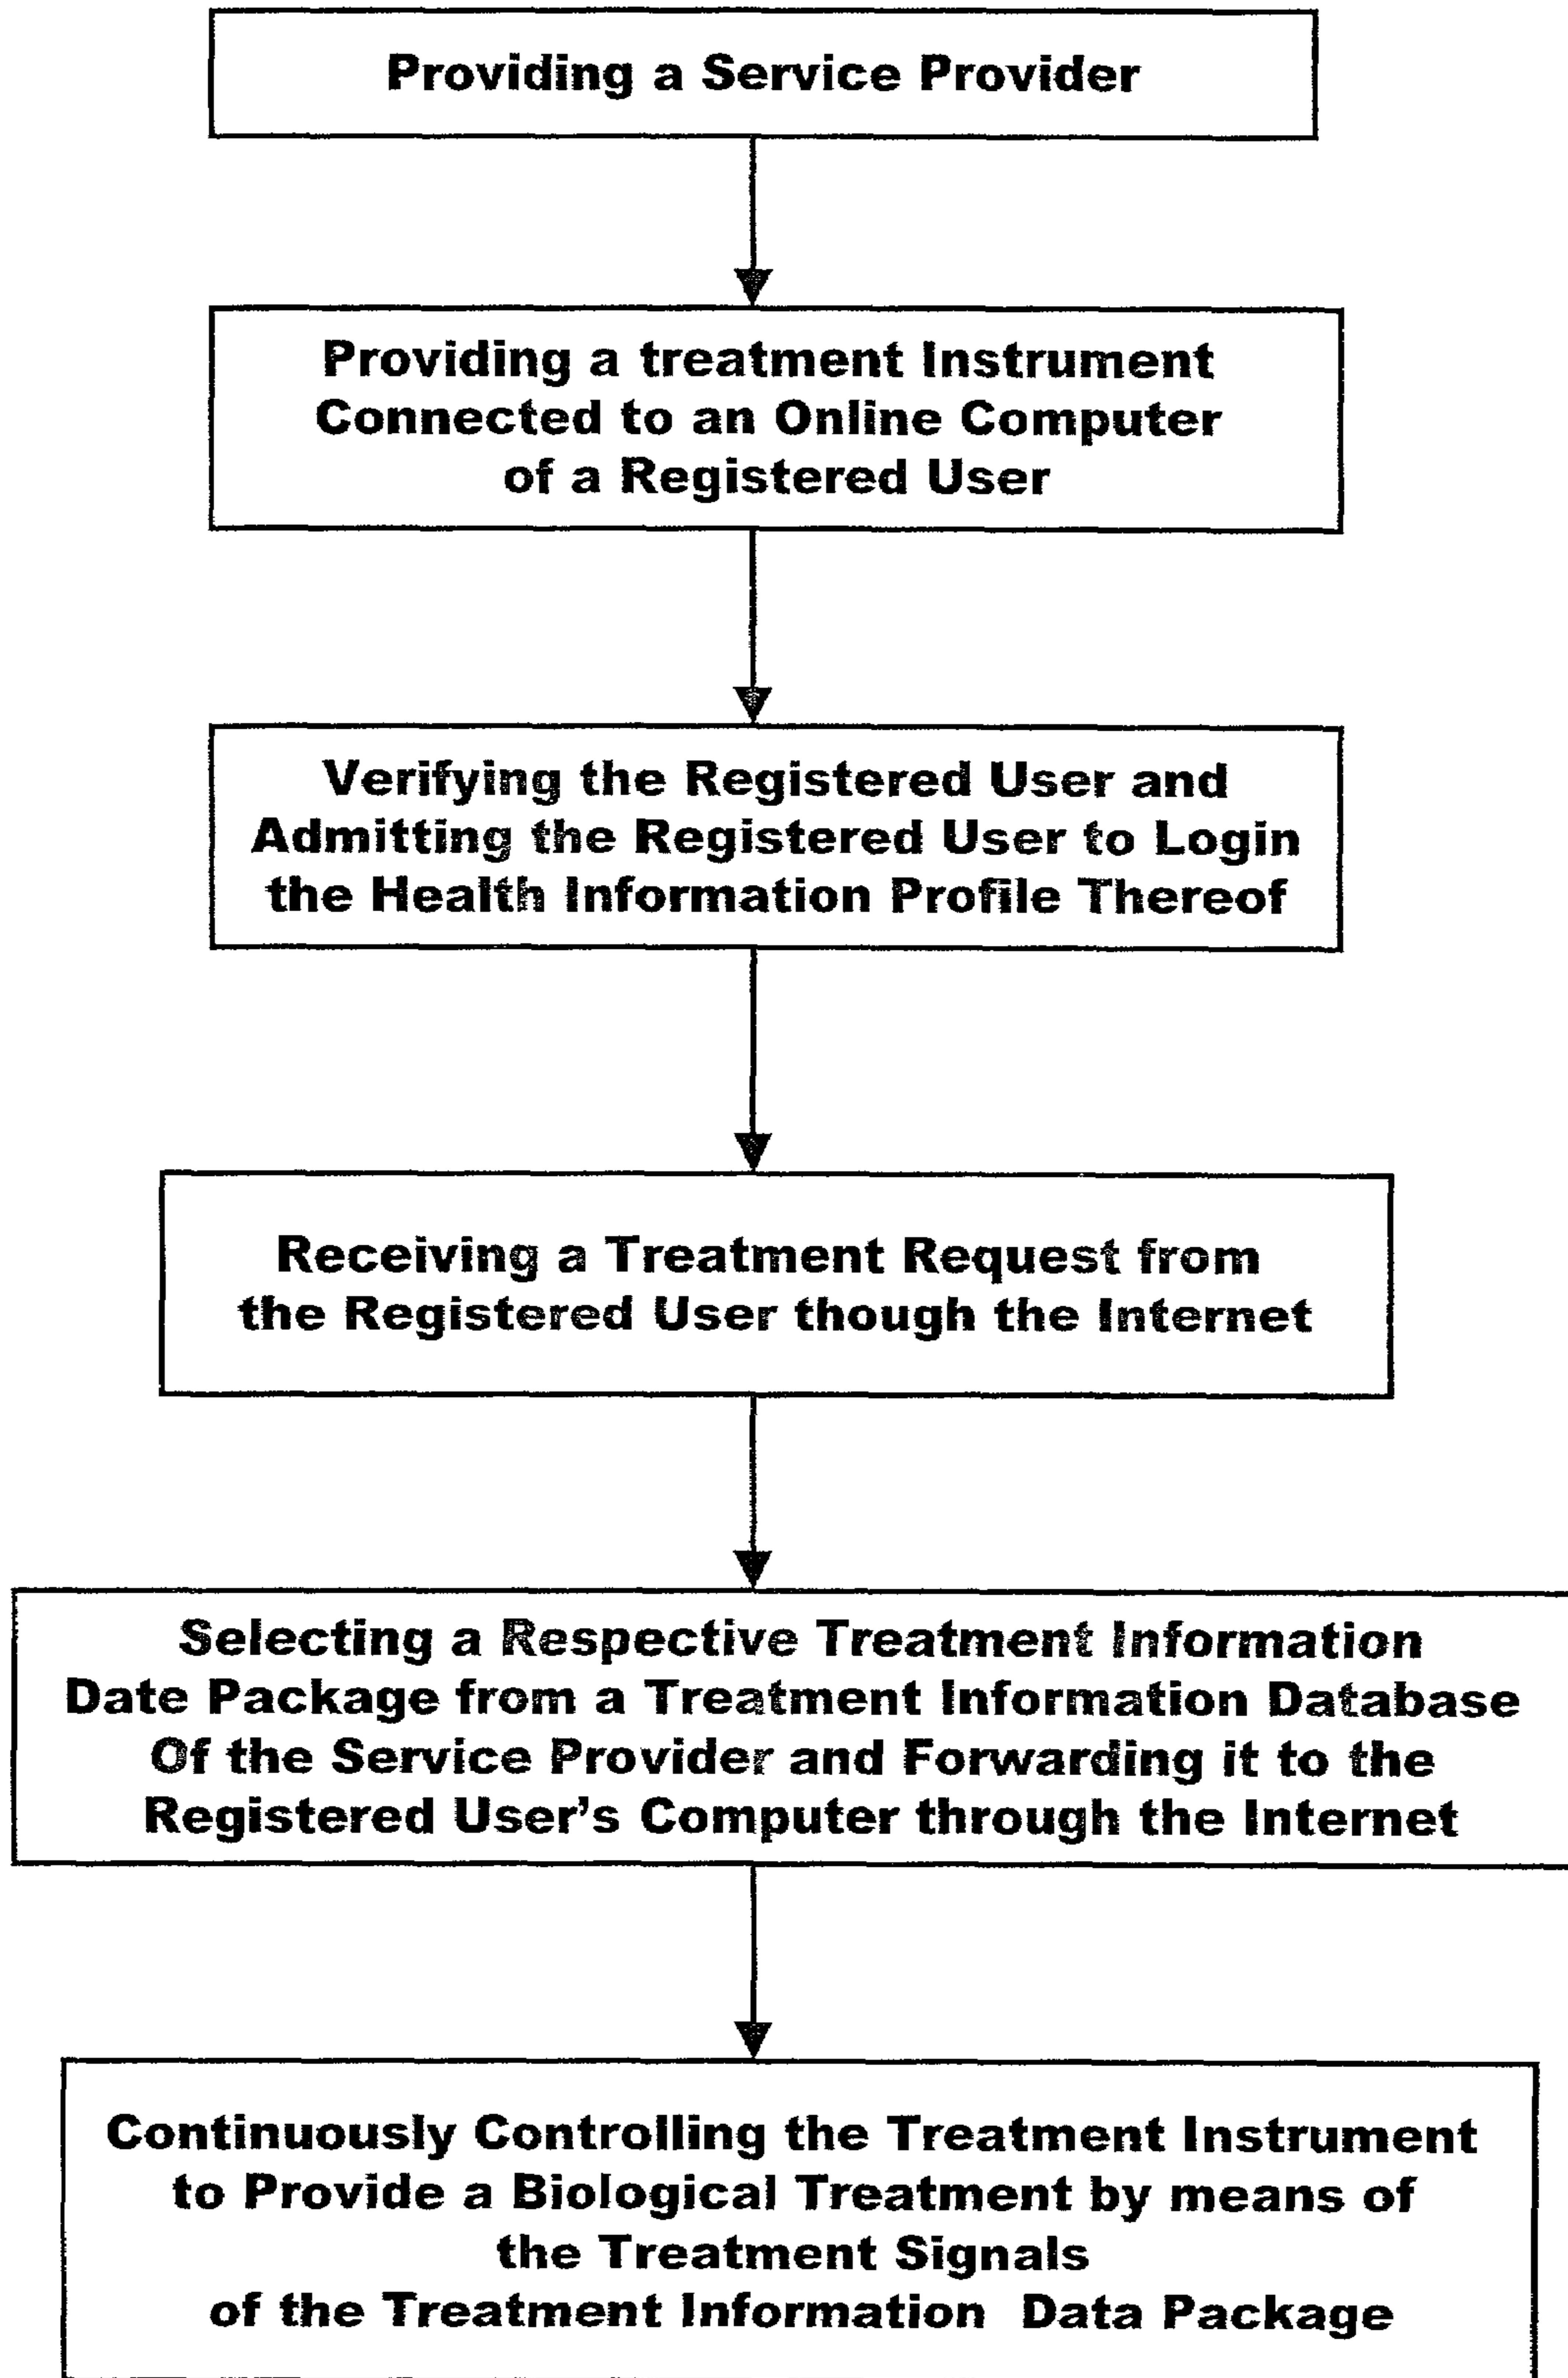 Providing a Service Provider
Providing a treatment Instrument
Connected to an Online Computer
of a Registered User
Verifying the Registered User and
Admitting the Registered User to Login
the Health Information Profile Thereof
Receiving a Treatment Request from
the Registered User though the Internet
Selecting a Respective Treatment Information
Date Package from a Treatment Information Database
Of the Service Provider and Forwarding it to the
Registered User's Computer through the Internet
Continuously Controlling the Treatment Instrument
to Provide a Biological Treatment by means of
the Treatment Signals
of the Treatment Information Data Package